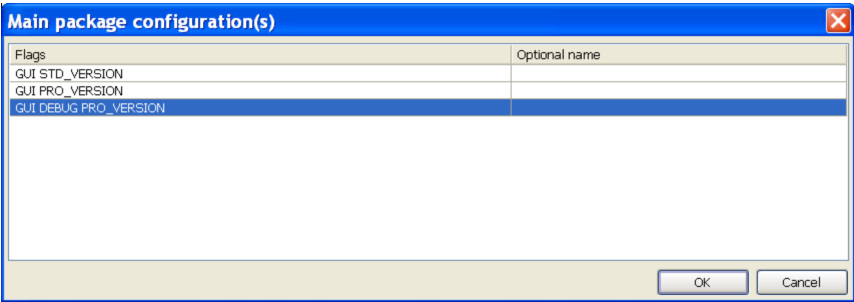 Main package configuration(s)
Flags Optional name
GUI STD_VERSION
GUI PRO_VERSION
GUI DEBUG PRO_VERSION
OK Cancel